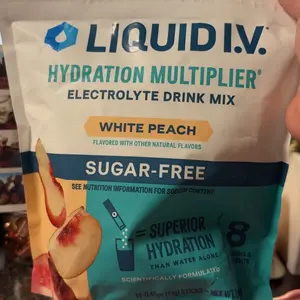 LIQUID I.V.
HYDRATION MULTIPLIER®
ELECTROLYTE DRINK MIX
WHITE PEACH
FLAVORED WITH OTHER NATURAL FLAVORS
SUGAR-FREE
SEE NUTRITION INFORMATION FOR SODIUM CONTENT
= SUPERIOR
HYDRATION
THAN WATER ALONE
8
SCIENTIFICALLY FORMULATED